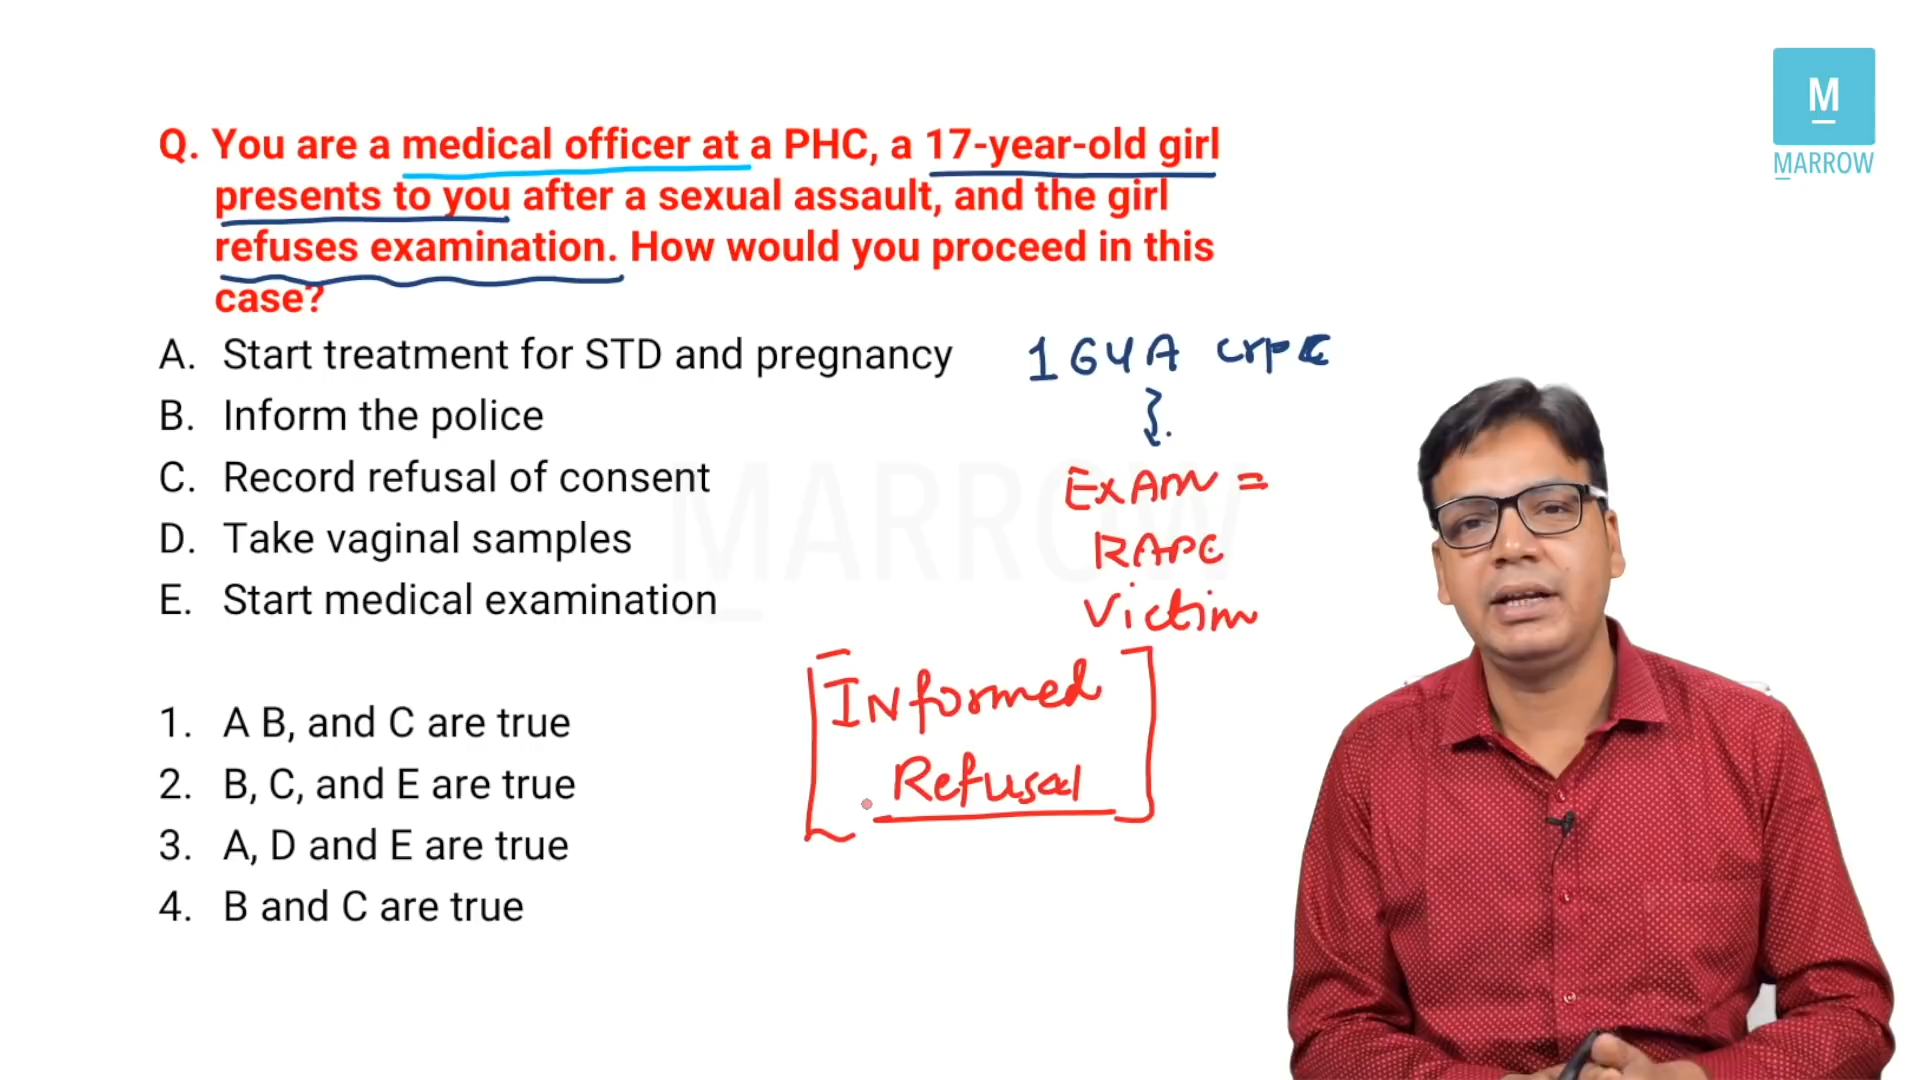 M
MARROW
Q. You are a medical officer at a PHC, a 17-year-old girl
presents to you after a sexual assault, and the girl
refuses examination. How would you proceed in this
case?
A. Start treatment for STD and pregnancy
B. Inform the police
C. Record refusal of consent
D. Take vaginal samples
E. Start medical examination
1. A B, and C are true
2. B, C, and E are true
3. A, D and E are true
4. B and C are true
164A CrPC
EXAM =
RAPE
Victim
INformed
Refusal
MARROW